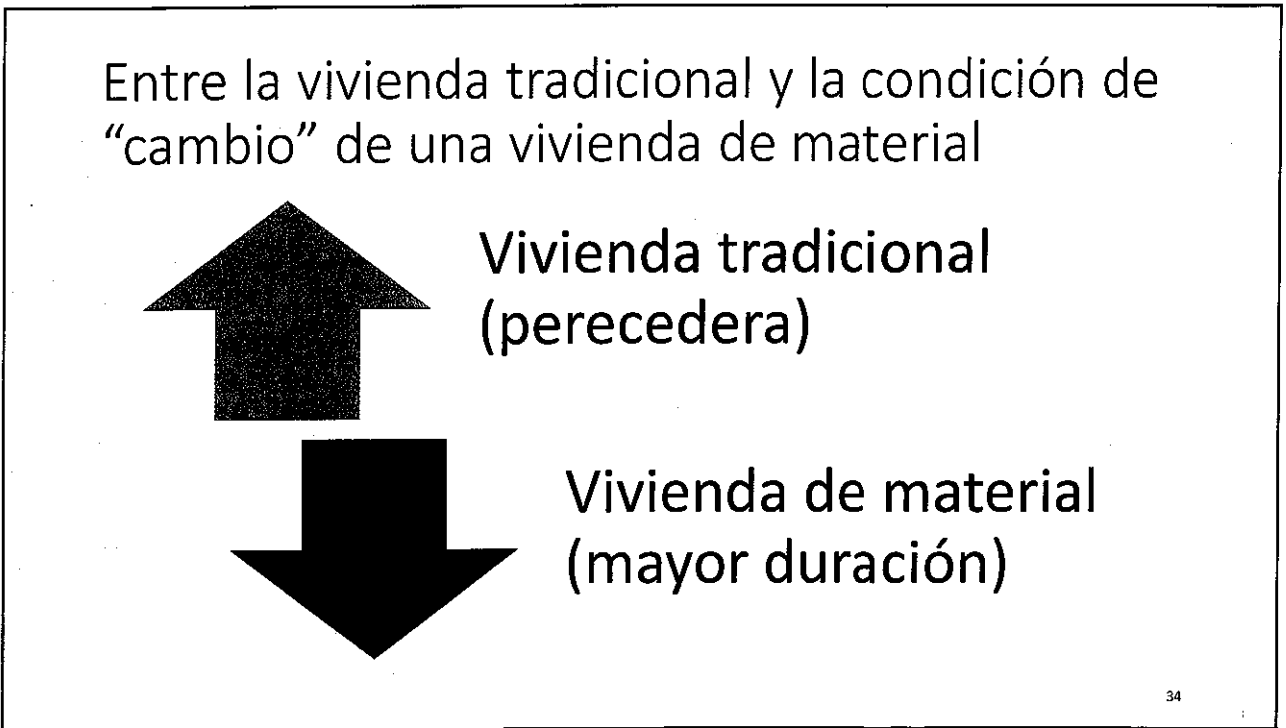 Entre la vivienda tradicional y la condición de
“cambio” de una vivienda de material
Vivienda tradicional
(perecedera)
Vivienda de material
(mayor duración)
34